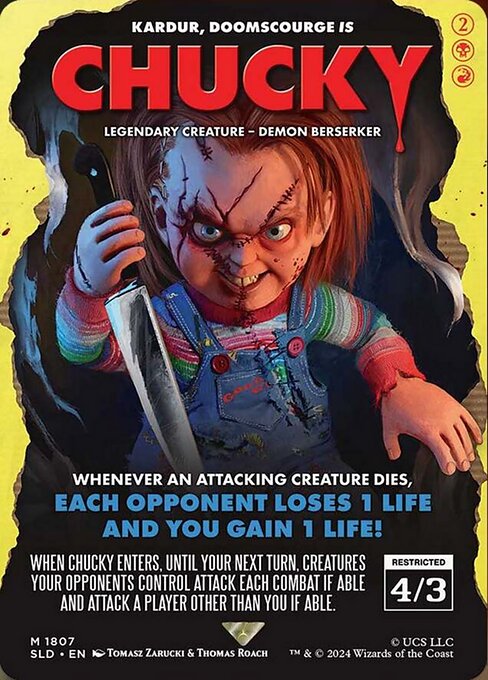 KARDUR, DOOMSCOURGE IS
2
CHUCKY
LEGENDARY CREATURE – DEMON BERSERKER
WHENEVER AN ATTACKING CREATURE DIES,
EACH OPPONENT LOSES 1 LIFE
AND YOU GAIN 1 LIFE!
WHEN CHUCKY ENTERS, UNTIL YOUR NEXT TURN, CREATURES
YOUR OPPONENTS CONTROL ATTACK EACH COMBAT IF ABLE
AND ATTACK A PLAYER OTHER THAN YOU IF ABLE.
RESTRICTED
4/3
M 1807
SLD • EN TOMASZ ZARUCKI & THOMAS ROACH
© UCS LLC
™ & © 2024 Wizards of the Coast